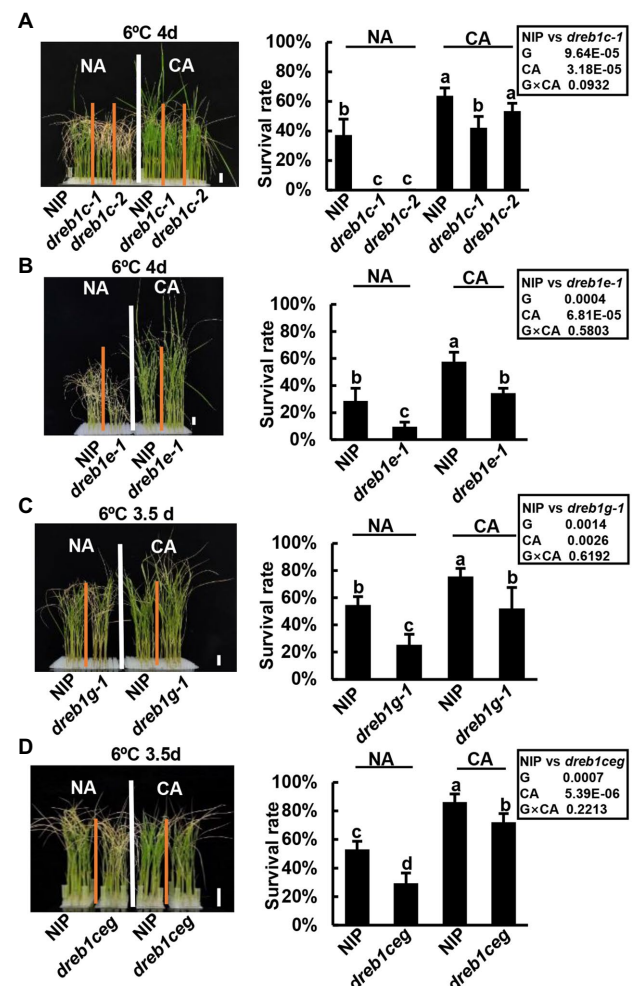 A
6ºC 4d
NA
CA
NIP
dreb1c-1
dreb1c-2
NIP
dreb1c-1
dreb1c-2
Survival rate
100%
80%
60%
40%
20%
0%
NA
CA
b
c
c
a
b
a
NIP
dreb1c-1
dreb1c-2
NIP
dreb1c-1
dreb1c-2
NIP vs dreb1c-1
G 9.64E-05
CA 3.18E-05
G×CA 0.0932
B
6ºC 4d
NA
CA
NIP
dreb1e-1
NIP
dreb1e-1
Survival rate
100%
80%
60%
40%
20%
0%
NA
CA
b
c
a
b
NIP
dreb1e-1
NIP
dreb1e-1
NIP vs dreb1e-1
G 0.0004
CA 6.81E-05
G×CA 0.5803
C
6ºC 3.5 d
NA
CA
NIP
dreb1g-1
NIP
dreb1g-1
Survival rate
100%
80%
60%
40%
20%
0%
NA
CA
b
c
a
b
NIP
dreb1g-1
NIP
dreb1g-1
NIP vs dreb1g-1
G 0.0014
CA 0.0026
G×CA 0.6192
D
6ºC 3.5d
NA
CA
NIP
dreb1ceg
NIP
dreb1ceg
Survival rate
100%
80%
60%
40%
20%
0%
NA
CA
c
d
a
b
NIP
dreb1ceg
NIP
dreb1ceg
NIP vs dreb1ceg
G 0.0007
CA 5.39E-06
G×CA 0.2213